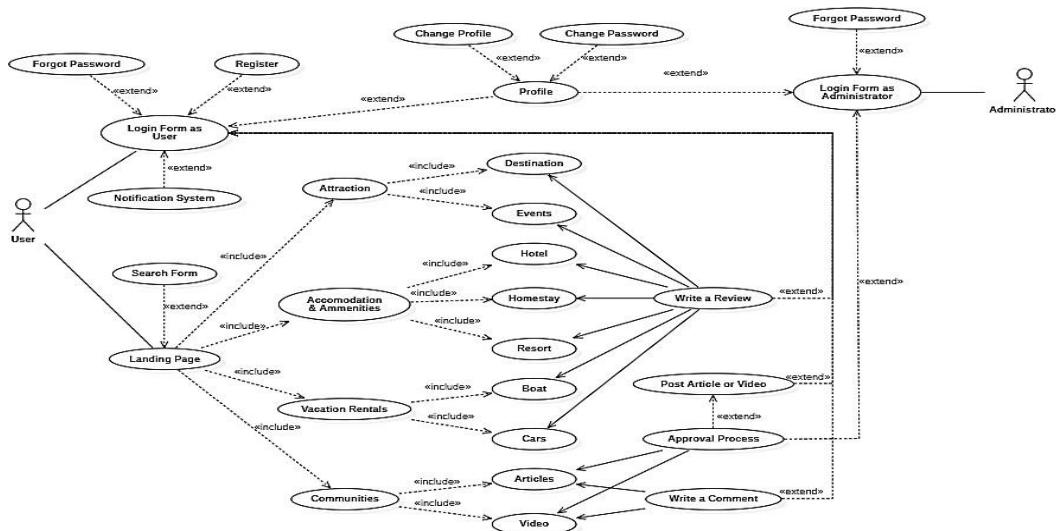 Forgot Password
Change Profile
Change Password
Forgot Password
Register
«extend»
«extend»
«extend»
«extend»
«extend»
Profile
«extend»
«extend»
Login Form as
Administrator
Administrato
Login Form as
User
«extend»
Notification System
User
Attraction
«include»
«include»
Destination
Events
Search Form
«extend»
«include»
Accomodation
& Ammenities
«include»
«include»
«include»
Hotel
Homestay
Resort
Write a Review
«extend»
«extend»
Landing Page
«include»
«include»
Vacation Rentals
«include»
«include»
Boat
Cars
Post Article or Video
«extend»
«extend»
Approval Process
«extend»
«include»
Communities
«include»
«include»
Articles
Video
Write a Comment
«extend»